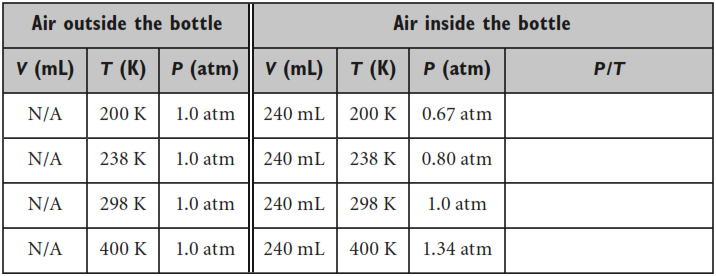 Air outside the bottle Air inside the bottle
V (mL) T (K) P (atm) V (mL) T (K) P (atm) P/T
N/A 200 K 1.0 atm 240 mL 200 K 0.67 atm
N/A 238 K 1.0 atm 240 mL 238 K 0.80 atm
N/A 298 K 1.0 atm 240 mL 298 K 1.0 atm
N/A 400 K 1.0 atm 240 mL 400 K 1.34 atm